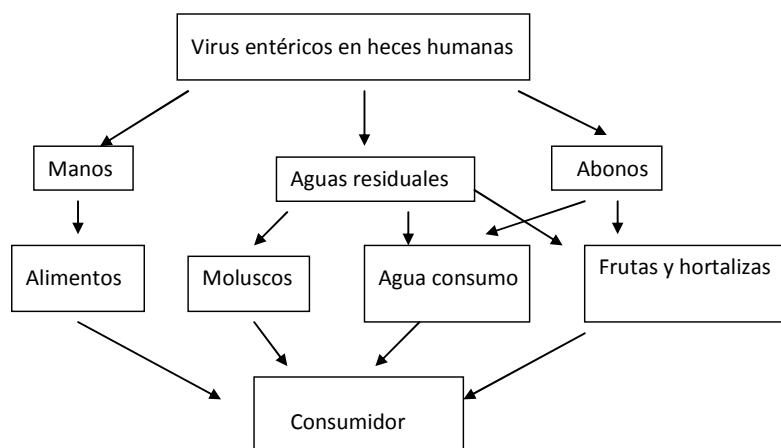 Virus entéricos en heces humanas
Manos
Aguas residuales
Abonos
Alimentos
Moluscos
Agua consumo
Frutas y hortalizas
Consumidor